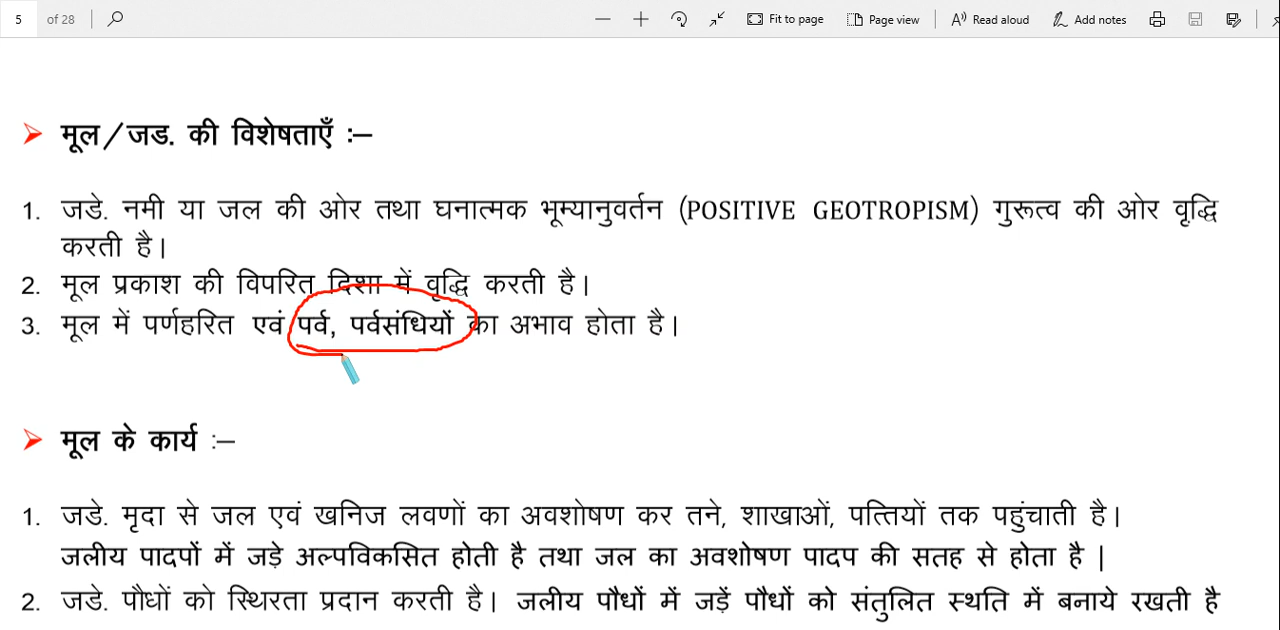 5 of 28 Fit to page Page view Read aloud Add notes
मूल/जड. की विशेषताएँ :–
1. जडे. नमी या जल की ओर तथा घनात्मक भूम्यानुवर्तन (POSITIVE GEOTROPISM) गुरूत्व की ओर वृद्धि
करती है।
2. मूल प्रकाश की विपरित दिशा में वृद्धि करती है।
3. मूल में पर्णहरित एवं पर्व, पर्वसंधियों का अभाव होता है।
मूल के कार्य :–
1. जडे. मृदा से जल एवं खनिज लवणों का अवशोषण कर तने, शाखाओं, पत्तियों तक पहुंचाती है।
जलीय पादपों में जड़े अल्पविकसित होती है तथा जल का अवशोषण पादप की सतह से होता है |
2. जडे. पौधों को स्थिरता प्रदान करती है। जलीय पौधों में जड़ें पौधों को संतुलित स्थति में बनाये रखती है